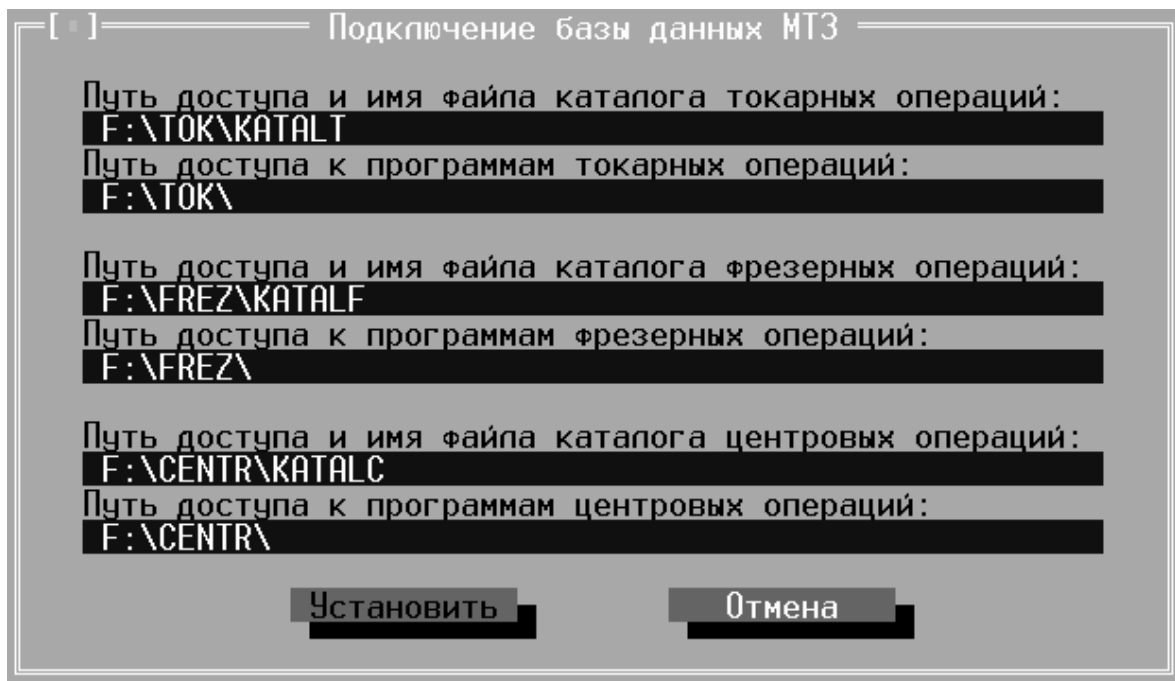 [▪] Подключение базы данных МТЗ
Путь доступа и имя файла каталога токарных операций:
F:\TOK\KATALT
Путь доступа к программам токарных операций:
F:\TOK\
Путь доступа и имя файла каталога фрезерных операций:
F:\FREZ\KATALF
Путь доступа к программам фрезерных операций:
F:\FREZ\
Путь доступа и имя файла каталога центровых операций:
F:\CENTR\KATALC
Путь доступа к программам центровых операций:
F:\CENTR\
Установить Отмена